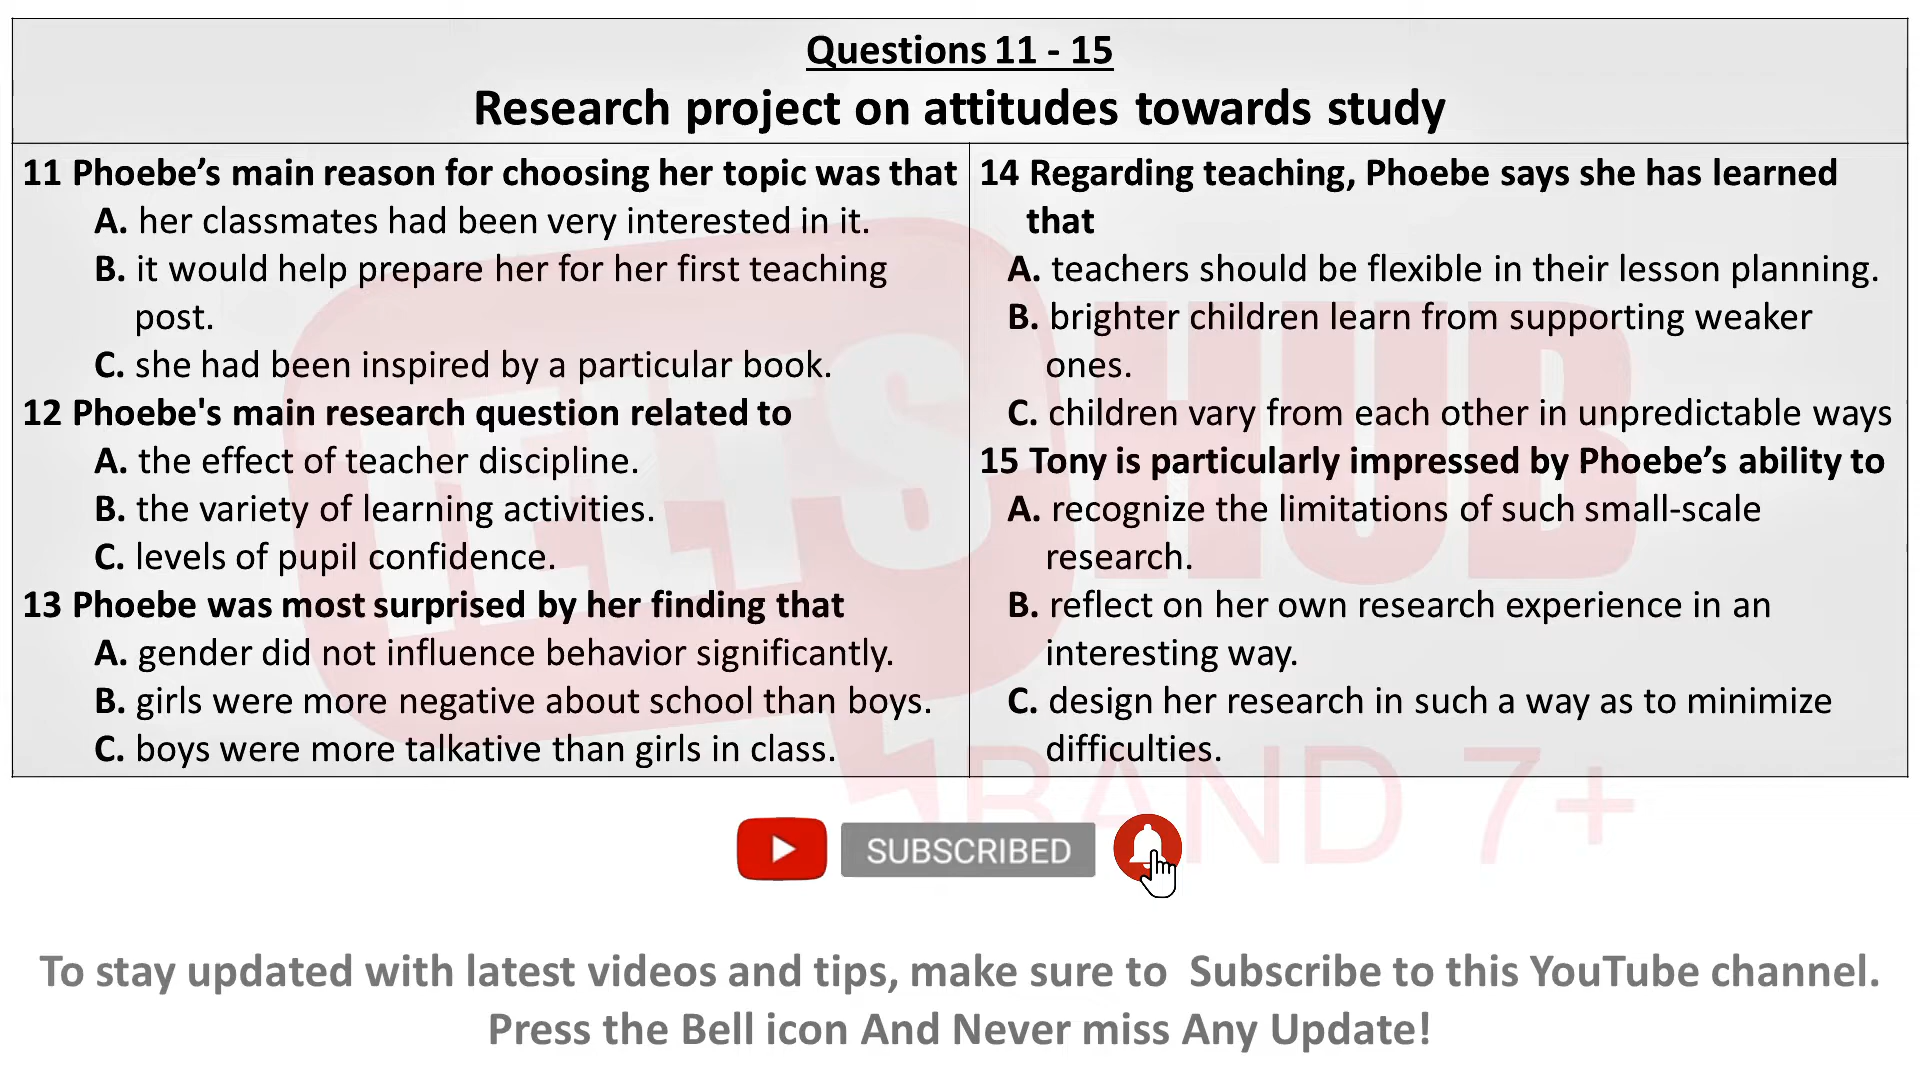 Questions 11 - 15
Research project on attitudes towards study
11 Phoebe’s main reason for choosing her topic was that
A. her classmates had been very interested in it.
B. it would help prepare her for her first teaching
post.
C. she had been inspired by a particular book.
12 Phoebe's main research question related to
A. the effect of teacher discipline.
B. the variety of learning activities.
C. levels of pupil confidence.
13 Phoebe was most surprised by her finding that
A. gender did not influence behavior significantly.
B. girls were more negative about school than boys.
C. boys were more talkative than girls in class.
14 Regarding teaching, Phoebe says she has learned
that
A. teachers should be flexible in their lesson planning.
B. brighter children learn from supporting weaker
ones.
C. children vary from each other in unpredictable ways
15 Tony is particularly impressed by Phoebe’s ability to
A. recognize the limitations of such small-scale
research.
B. reflect on her own research experience in an
interesting way.
C. design her research in such a way as to minimize
difficulties.
IELTS HUB
BAND 7+
SUBSCRIBED
To stay updated with latest videos and tips, make sure to Subscribe to this YouTube channel.
Press the Bell icon And Never miss Any Update!